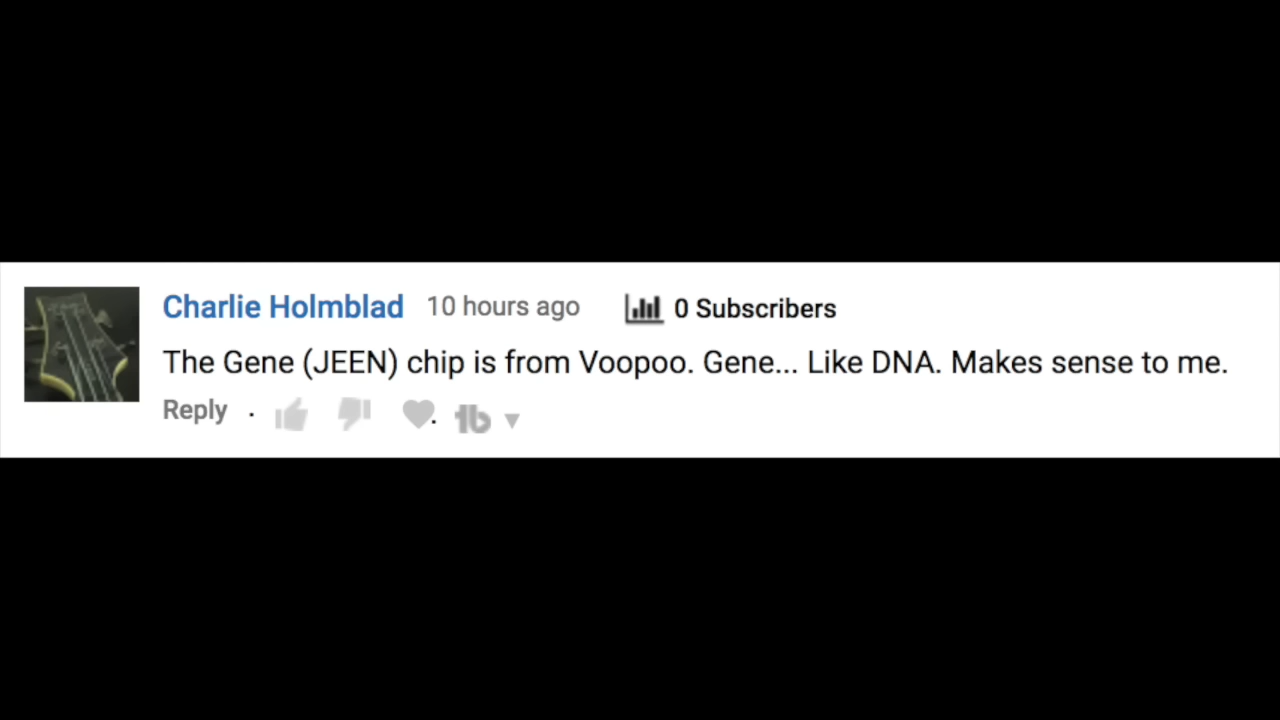 Charlie Holmblad 10 hours ago 0 Subscribers
The Gene (JEEN) chip is from Voopoo. Gene... Like DNA. Makes sense to me.
Reply . . tb ▼